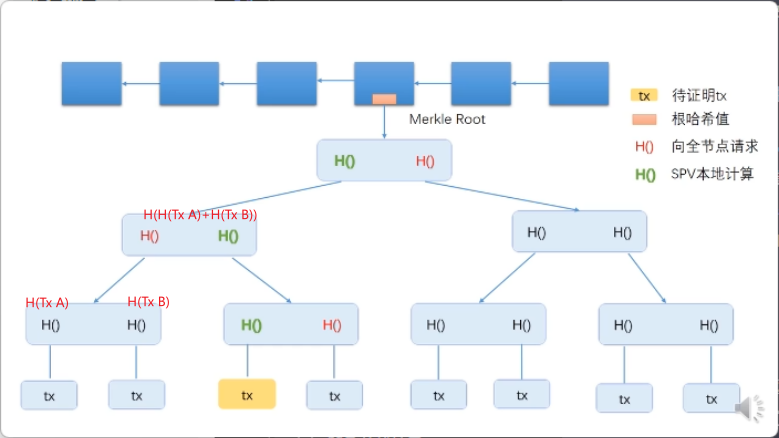 tx 待证明tx
Merkle Root
根哈希值
H() 向全节点请求
H() H()
H() SPV本地计算
H(H(Tx A)+H(Tx B))
H() H()
H() H()
H(Tx A) H(Tx B)
H() H()
H() H()
H() H()
H() H()
tx tx tx tx tx tx tx tx